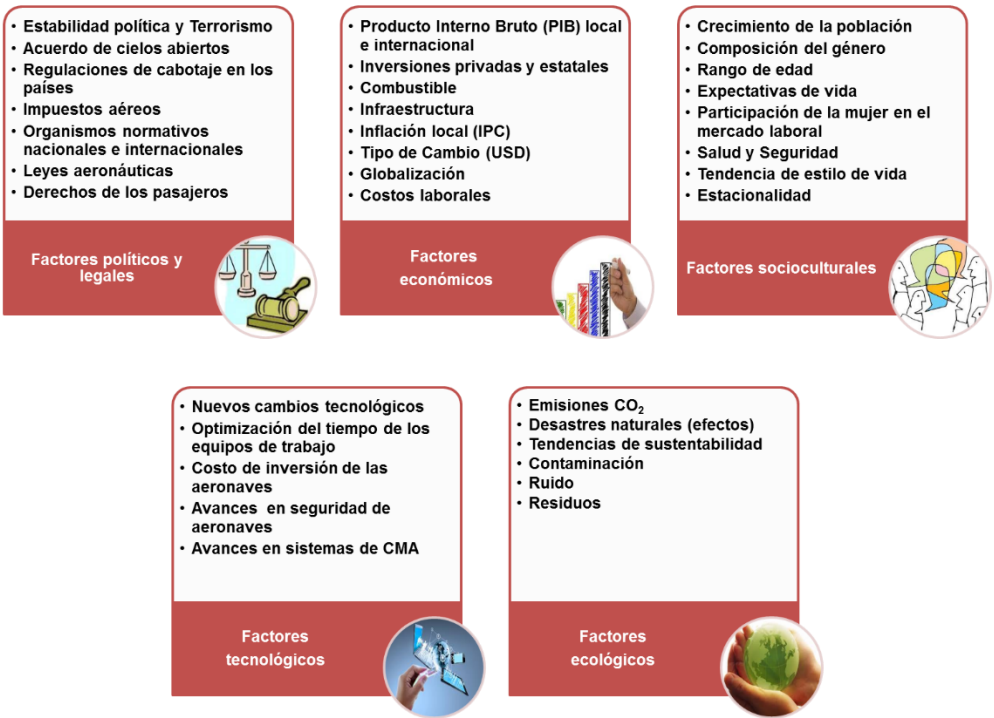 • Estabilidad política y Terrorismo
• Acuerdo de cielos abiertos
• Regulaciones de cabotaje en los
países
• Impuestos aéreos
• Organismos normativos
nacionales e internacionales
• Leyes aeronáuticas
• Derechos de los pasajeros
Factores políticos y
legales
• Producto Interno Bruto (PIB) local
e internacional
• Inversiones privadas y estatales
• Combustible
• Infraestructura
• Inflación local (IPC)
• Tipo de Cambio (USD)
• Globalización
• Costos laborales
Factores
económicos
• Crecimiento de la población
• Composición del género
• Rango de edad
• Expectativas de vida
• Participación de la mujer en el
mercado laboral
• Salud y Seguridad
• Tendencia de estilo de vida
• Estacionalidad
Factores socioculturales
• Nuevos cambios tecnológicos
• Optimización del tiempo de los
equipos de trabajo
• Costo de inversión de las
aeronaves
• Avances en seguridad de
aeronaves
• Avances en sistemas de CMA
Factores
tecnológicos
• Emisiones CO₂
• Desastres naturales (efectos)
• Tendencias de sustentabilidad
• Contaminación
• Ruido
• Residuos
Factores
ecológicos